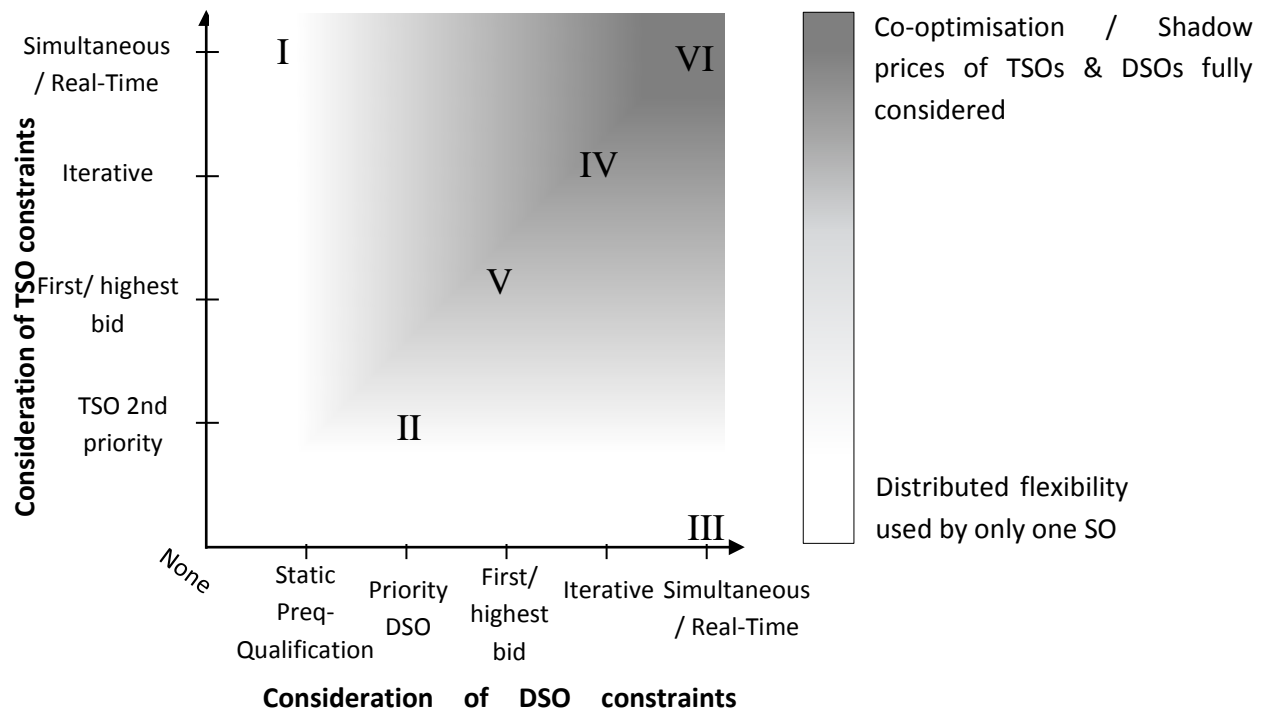 Simultaneous
/ Real-Time
Iterative
First/ highest
bid
TSO 2nd
priority
Consideration of TSO constraints
I
VI
IV
V
II
III
None
Static
Preq-
Qualification
Priority
DSO
First/
highest
bid
Iterative
Simultaneous
/ Real-Time
Consideration of DSO constraints
Co-optimisation / Shadow
prices of TSOs & DSOs fully
considered
Distributed flexibility
used by only one SO